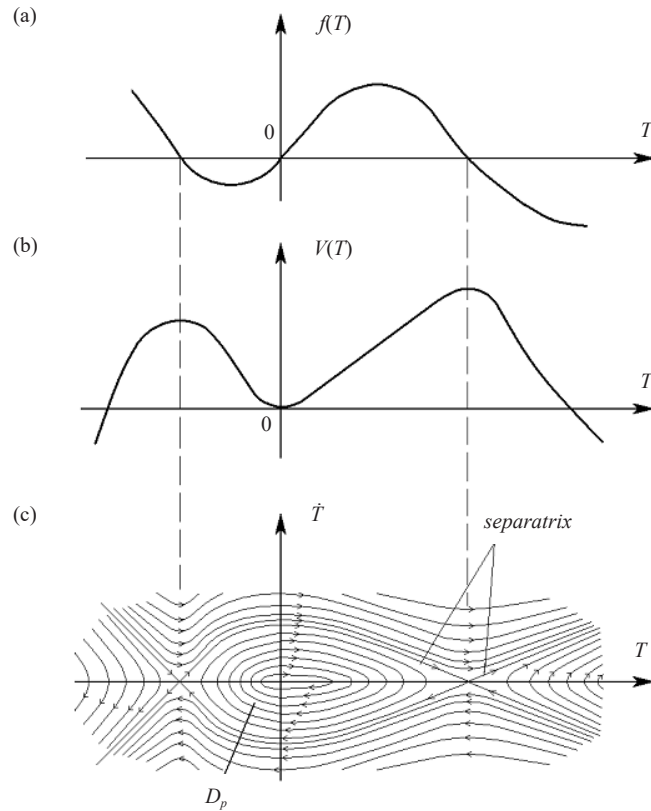 (a)
f(T)
0
T
(b)
V(T)
T
0
(c)
Ṫ
separatrix
T
D_p